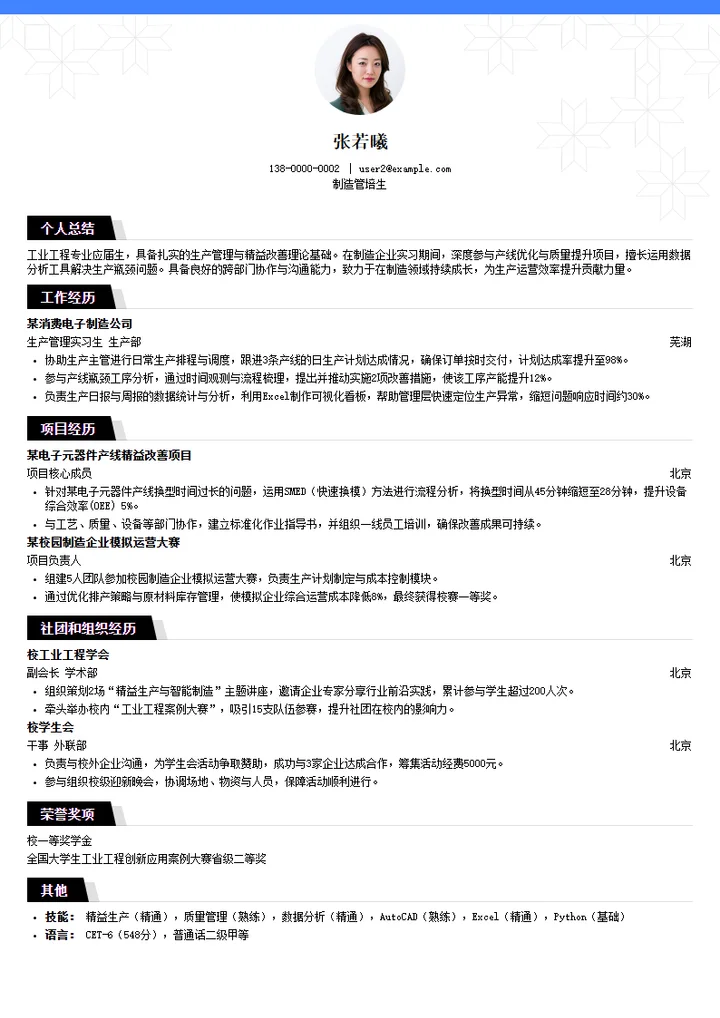 张若曦
138-0000-0002 | user2@example.com
制造管培生
个人总结
工业工程专业应届生，具备扎实的生产管理与精益改善理论基础。在制造企业实习期间，深度参与产线优化与质量提升项目，擅长运用数据
分析工具解决生产瓶颈问题。具备良好的跨部门协作与沟通能力，致力于在制造领域持续成长，为生产运营效率提升贡献力量。
工作经历
某消费电子制造公司
生产管理实习生 生产部 芜湖
• 协助生产主管进行日常生产排程与调度，跟进3条产线的日生产计划达成情况，确保订单按时交付，计划达成率提升至98%。
• 参与产线瓶颈工序分析，通过时间观测与流程梳理，提出并推动实施2项改善措施，使该工序产能提升12%。
• 负责生产日报与周报的数据统计与分析，利用Excel制作可视化看板，帮助管理层快速定位生产异常，缩短问题响应时间约30%。
项目经历
某电子元器件产线精益改善项目
项目核心成员 北京
• 针对某电子元器件产线换型时间过长的问题，运用SMED（快速换模）方法进行流程分析，将换型时间从45分钟缩短至28分钟，提升设备
综合效率(OEE) 5%。
• 与工艺、质量、设备等部门协作，建立标准化作业指导书，并组织一线员工培训，确保改善成果可持续。
某校园制造企业模拟运营大赛
项目负责人 北京
• 组建5人团队参加校园制造企业模拟运营大赛，负责生产计划制定与成本控制模块。
• 通过优化排产策略与原材料库存管理，使模拟企业综合运营成本降低8%，最终获得校赛一等奖。
社团和组织经历
校工业工程学会
副会长 学术部 北京
• 组织策划2场“精益生产与智能制造”主题讲座，邀请企业专家分享行业前沿实践，累计参与学生超过200人次。
• 牵头举办校内“工业工程案例大赛”，吸引15支队伍参赛，提升社团在校内的影响力。
校学生会
干事 外联部 北京
• 负责与校外企业沟通，为学生会活动争取赞助，成功与3家企业达成合作，筹集活动经费5000元。
• 参与组织校级迎新晚会，协调场地、物资与人员，保障活动顺利进行。
荣誉奖项
校一等奖学金
全国大学生工业工程创新应用案例大赛省级二等奖
其他
• 技能： 精益生产（精通），质量管理（熟练），数据分析（精通），AutoCAD（熟练），Excel（精通），Python（基础）
• 语言： CET-6（548分），普通话二级甲等